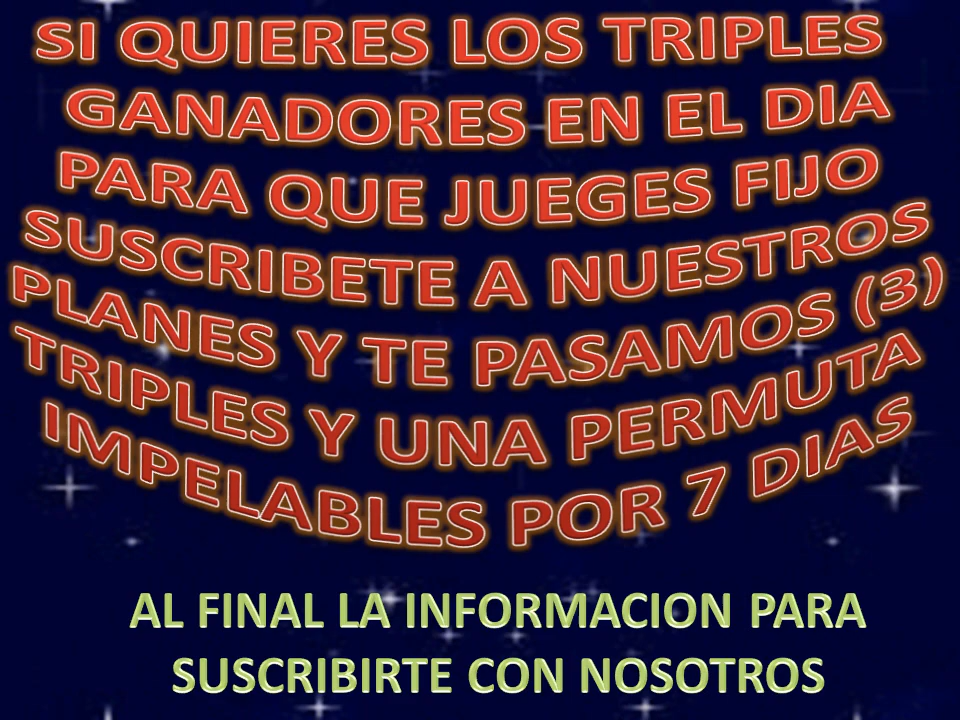 SI QUIERES LOS TRIPLES
GANADORES EN EL DIA
PARA QUE JUEGES FIJO
SUSCRIBETE A NUESTROS
PLANES Y TE PASAMOS (3)
TRIPLES Y UNA PERMUTA
IMPELABLES POR 7 DIAS
AL FINAL LA INFORMACION PARA
SUSCRIBIRTE CON NOSOTROS